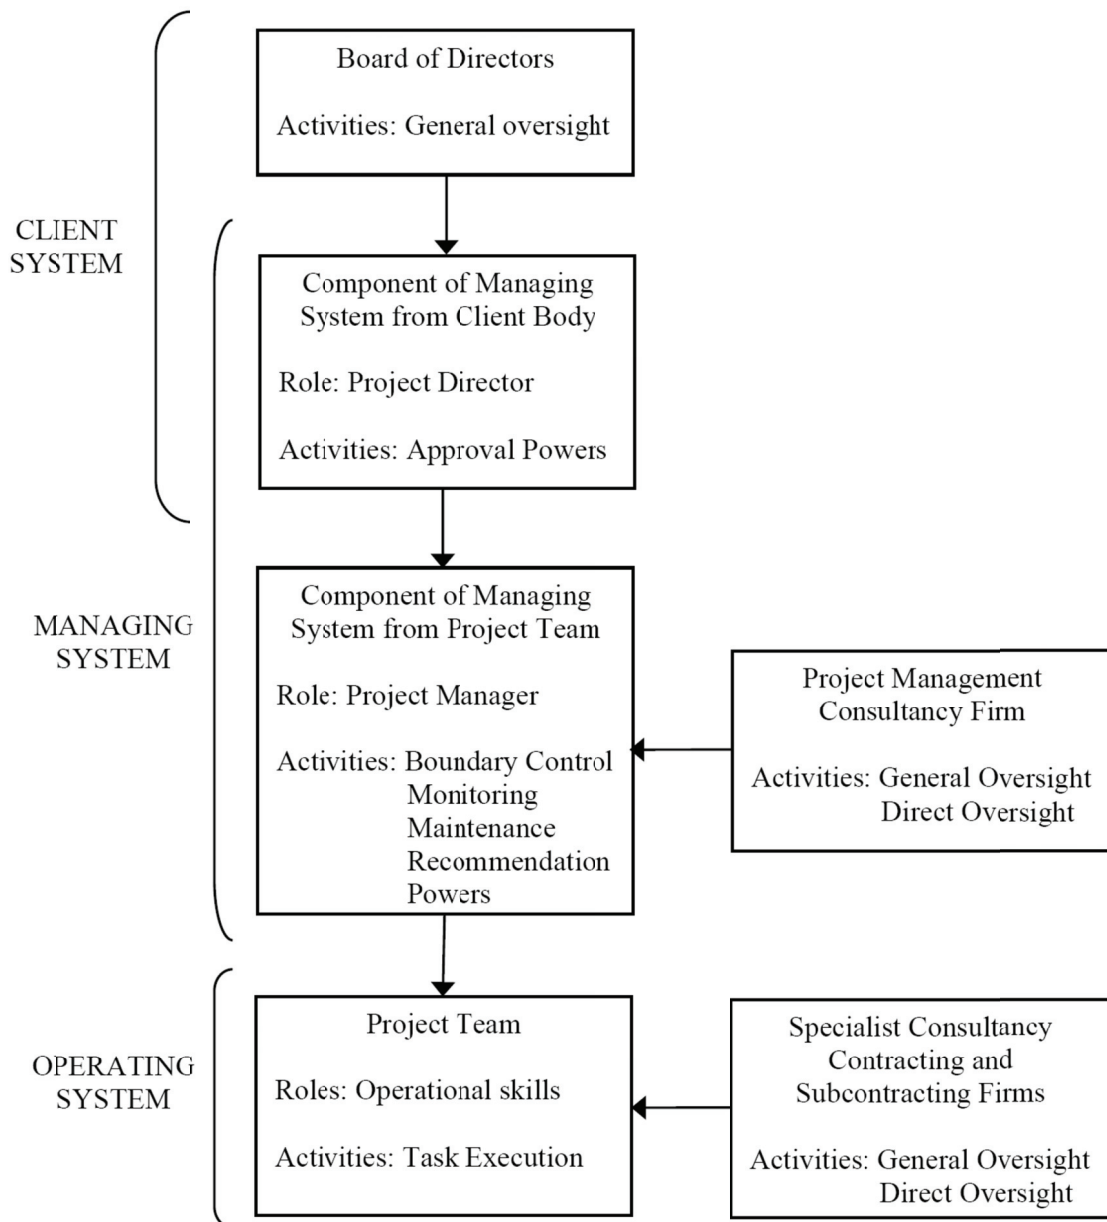 Board of Directors
Activities: General oversight
CLIENT
SYSTEM
Component of Managing
System from Client Body
Role: Project Director
Activities: Approval Powers
MANAGING
SYSTEM
Component of Managing
System from Project Team
Role: Project Manager
Activities: Boundary Control
Monitoring
Maintenance
Recommendation
Powers
Project Management
Consultancy Firm
Activities: General Oversight
Direct Oversight
OPERATING
SYSTEM
Project Team
Roles: Operational skills
Activities: Task Execution
Specialist Consultancy
Contracting and
Subcontracting Firms
Activities: General Oversight
Direct Oversight